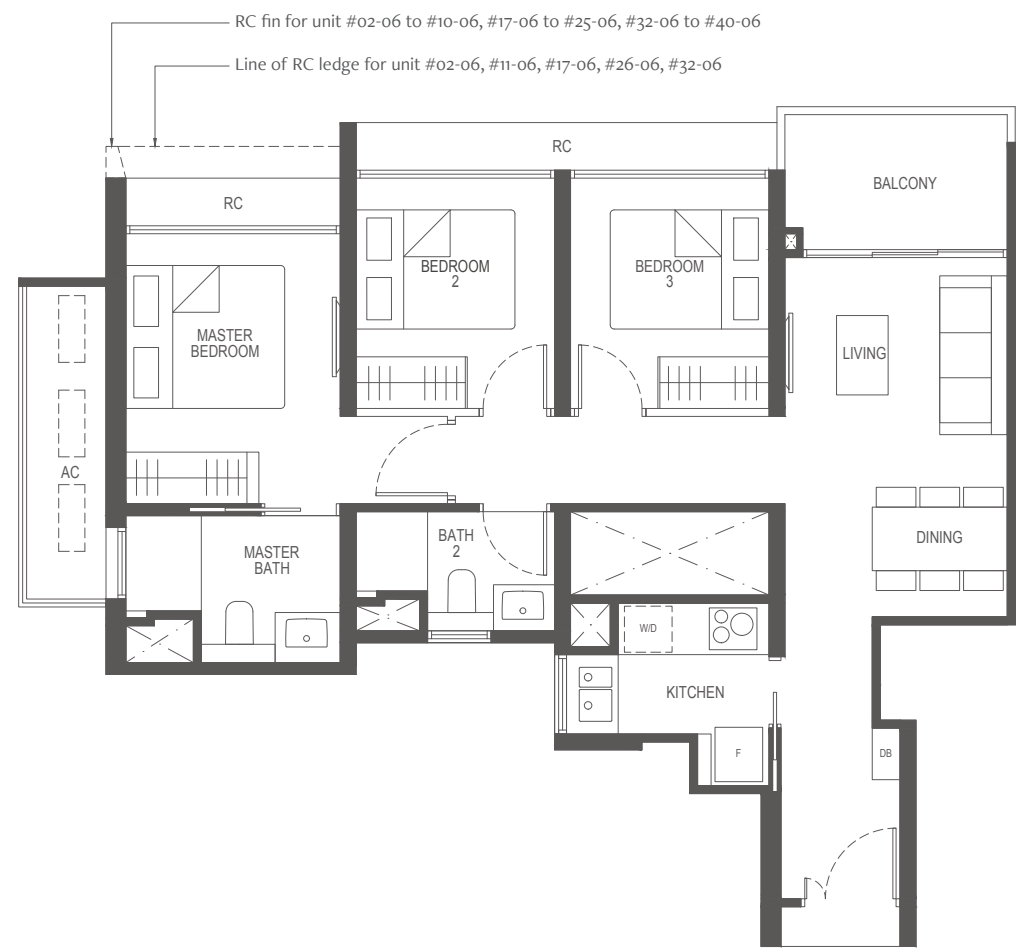 RC fin for unit #02-06 to #10-06, #17-06 to #25-06, #32-06 to #40-06
Line of RC ledge for unit #02-06, #11-06, #17-06, #26-06, #32-06
RC
RC
BALCONY
BEDROOM
2
BEDROOM
3
MASTER
BEDROOM
LIVING
AC
DINING
MASTER
BATH
BATH
2
W/D
KITCHEN
F
DB